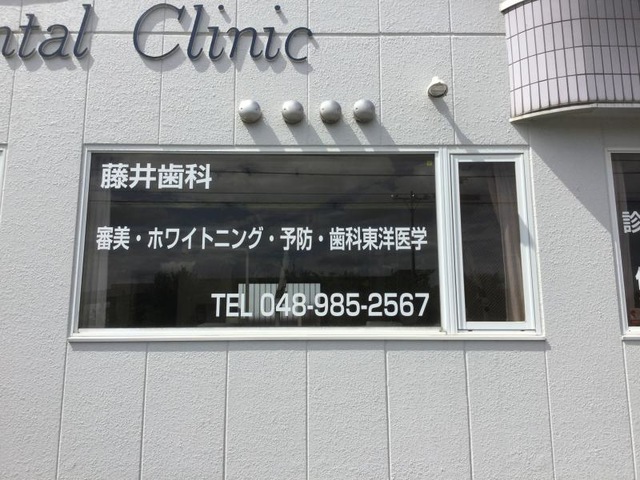 ntal Clinic
藤井歯科
審美・ホワイトニング・予防・歯科東洋医学
TEL 048-985-2567
診